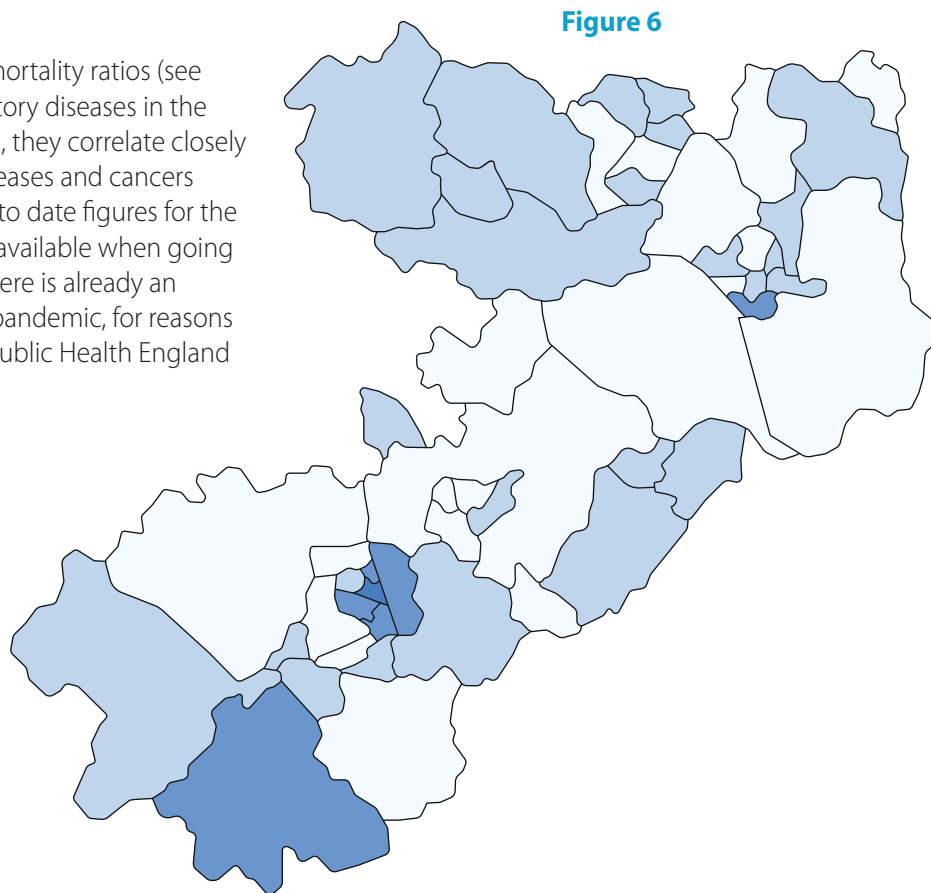 Figure 6
mortality ratios (see
tory diseases in the
, they correlate closely
eases and cancers
to date figures for the
available when going
ere is already an
pandemic, for reasons
ublic Health England